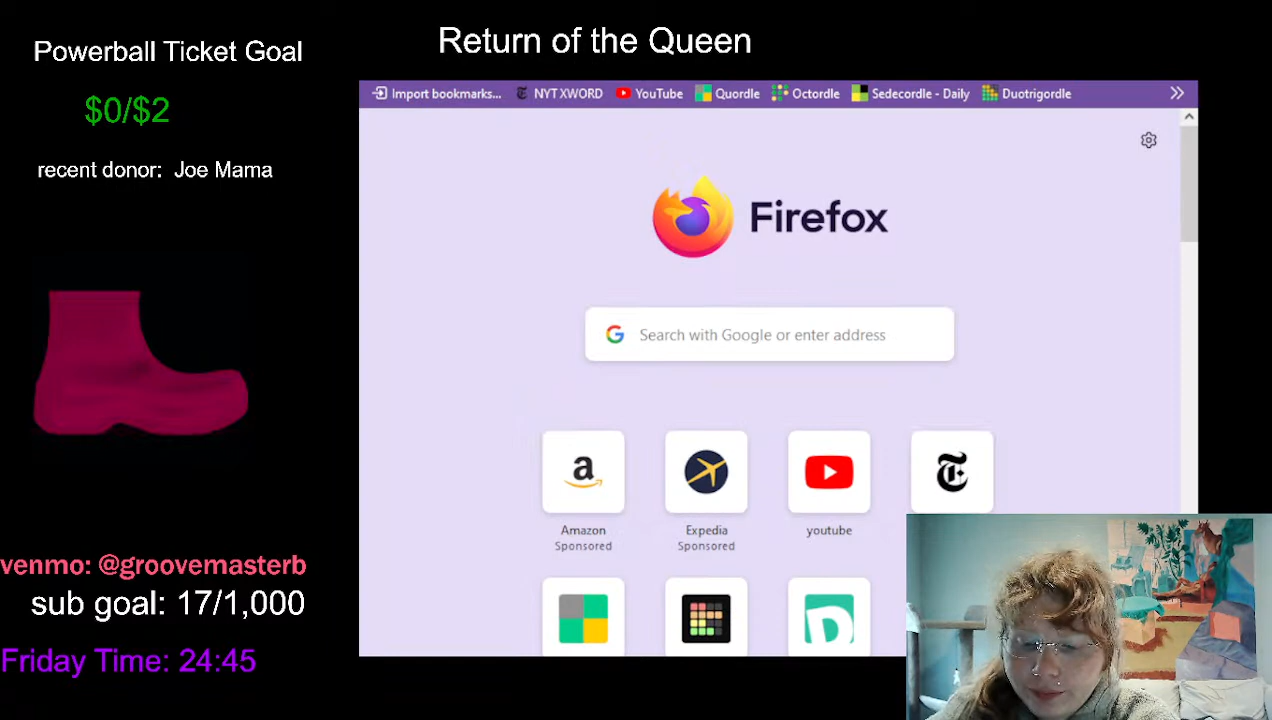 Powerball Ticket Goal
$0/$2
recent donor: Joe Mama
Return of the Queen
Import bookmarks... NYT XWORD YouTube Quordle Octordle Sedecordle - Daily Duotrigordle
Firefox
Search with Google or enter address
Amazon
Sponsored
Expedia
Sponsored
youtube
venmo: @groovemasterb
sub goal: 17/1,000
Friday Time: 24:45